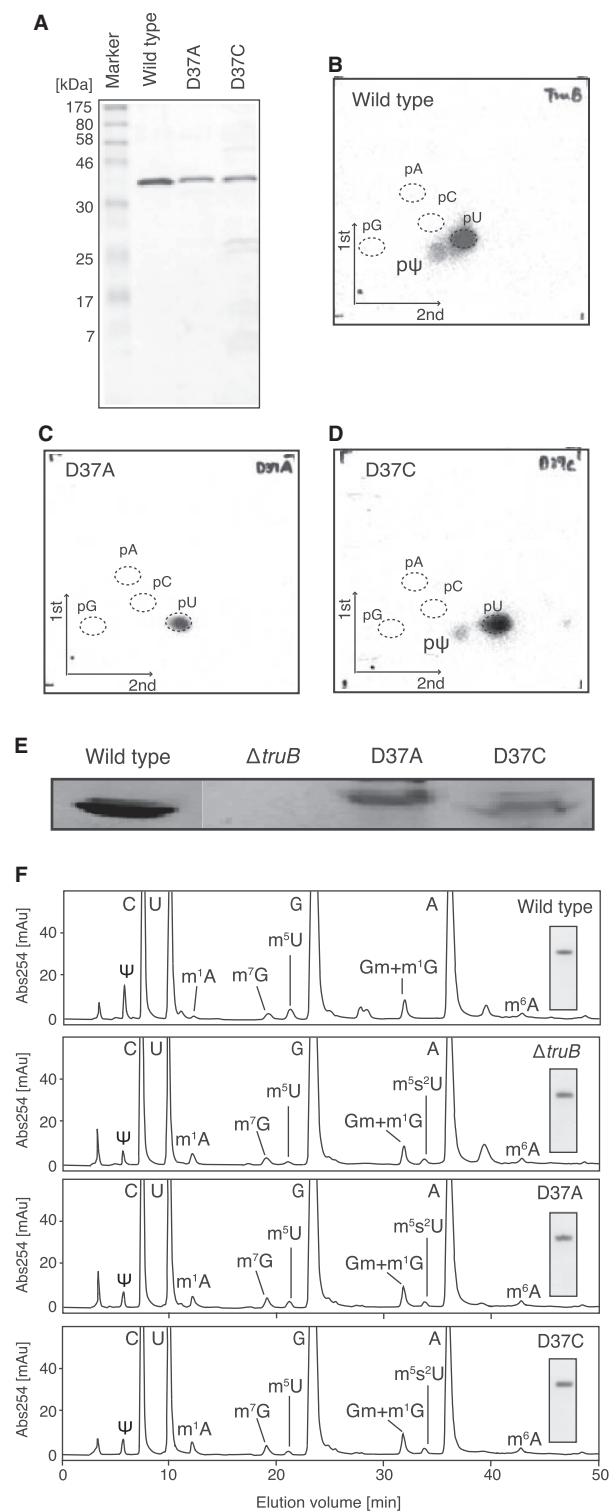 A
[kDa]
Marker
Wild type
D37A
D37C
175
80
58
46
30
25
17
7
B
Wild type
TruB
pA
pC
pU
pG
pψ
1st
2nd
C
D37A
D37A
pA
pC
pU
pG
1st
2nd
D
D37C
D37C
pA
pC
pU
pG
pψ
1st
2nd
E
Wild type
ΔtruB
D37A
D37C
F
Abs254 [mAu]
40
20
0
C U G A
Wild type
Ψ
m¹A
m⁷G
m⁵U
Gm+m¹G
m⁶A
Abs254 [mAu]
40
20
0
C U G A
ΔtruB
Ψ
m¹A
m⁷G
m⁵U
Gm+m¹G
m⁵s²U
m⁶A
Abs254 [mAu]
40
20
0
C U G A
D37A
Ψ
m¹A
m⁷G
m⁵U
Gm+m¹G
m⁵s²U
m⁶A
Abs254 [mAu]
40
20
0
C U G A
D37C
Ψ
m¹A
m⁷G
m⁵U
Gm+m¹G
m⁵s²U
m⁶A
0 10 20 30 40 50
Elution volume [min]